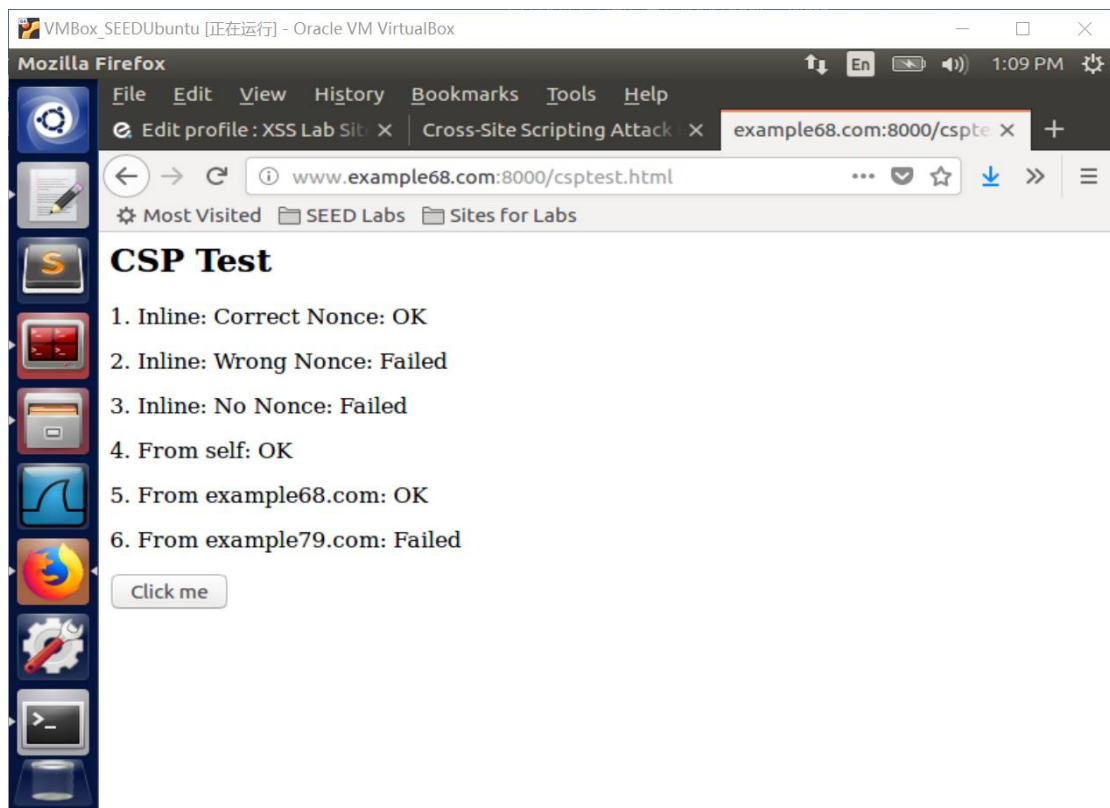 VMBox_SEEDUbuntu [正在运行] - Oracle VM VirtualBox
Mozilla Firefox En 1:09 PM
File Edit View History Bookmarks Tools Help
Edit profile : XSS Lab Sit Cross-Site Scripting Attack example68.com:8000/cspte
www.example68.com:8000/csptest.html
Most Visited SEED Labs Sites for Labs
CSP Test
1. Inline: Correct Nonce: OK
2. Inline: Wrong Nonce: Failed
3. Inline: No Nonce: Failed
4. From self: OK
5. From example68.com: OK
6. From example79.com: Failed
Click me